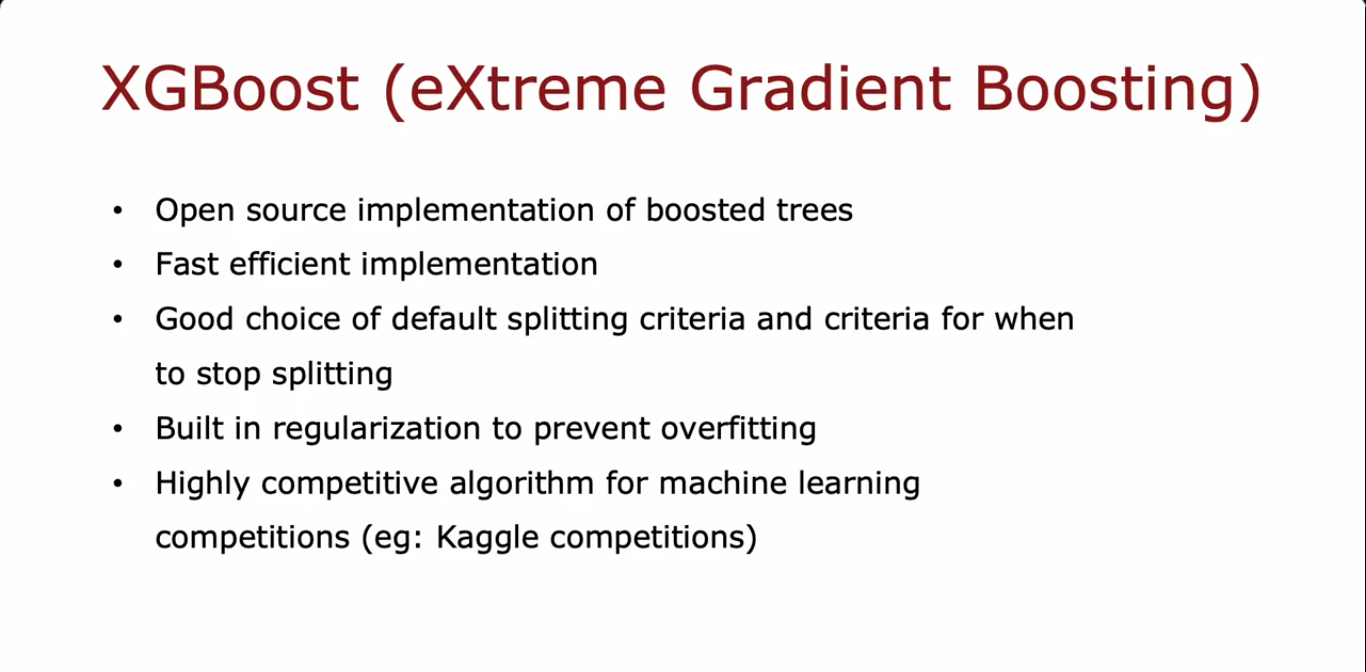 XGBoost (eXtreme Gradient Boosting)
• Open source implementation of boosted trees
• Fast efficient implementation
• Good choice of default splitting criteria and criteria for when
to stop splitting
• Built in regularization to prevent overfitting
• Highly competitive algorithm for machine learning
competitions (eg: Kaggle competitions)